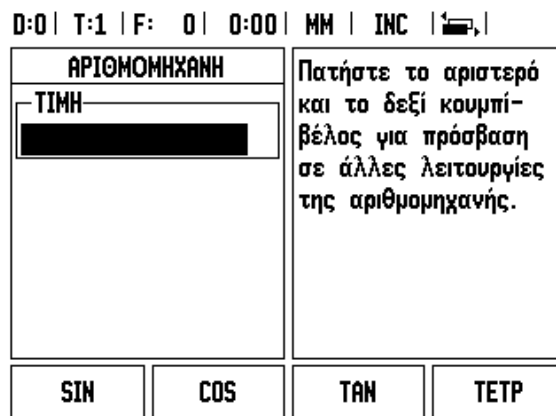 D:0 | T:1 | F: 0 | 0:00 | MM | INC |
ΑΡΙΘΜΟΜΗΧΑΝΗ
ΤΙΜΗ
Πατήστε το αριστερό
και το δεξί κουμπί-
βέλος για πρόσβαση
σε άλλες λειτουργίες
της αριθμομηχανής.
SIN COS TAN ΤΕΤΡ